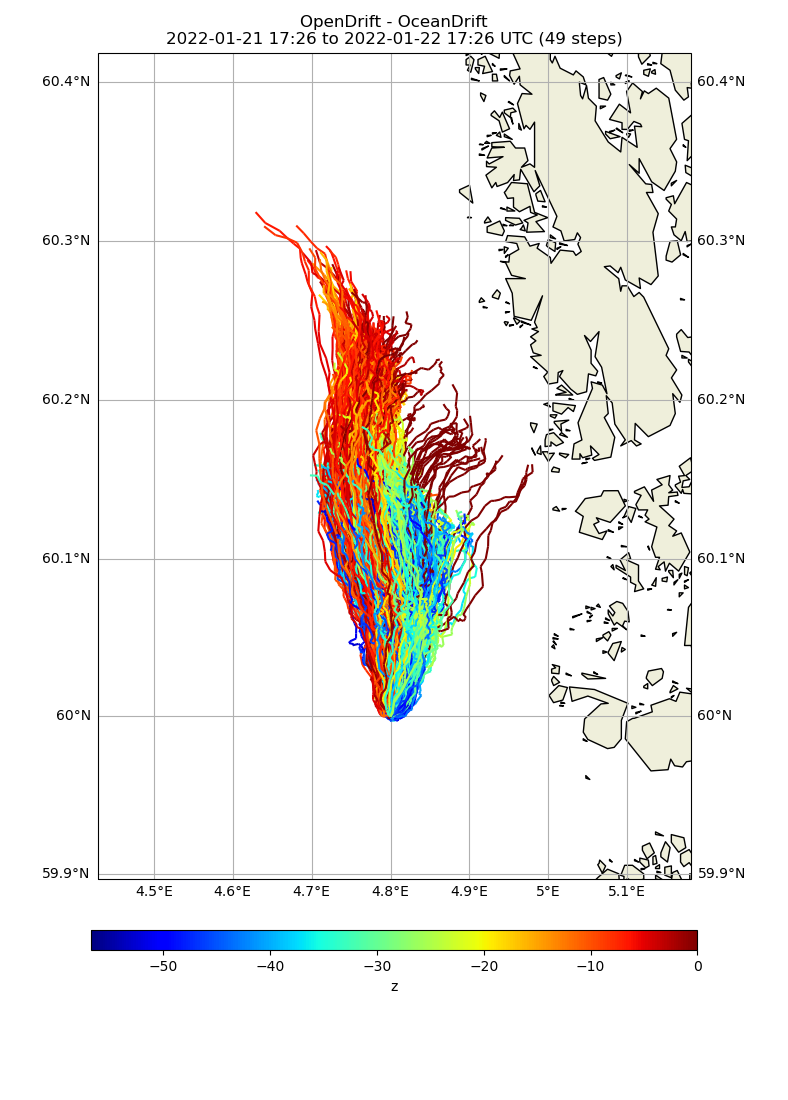 OpenDrift - OceanDrift
2022-01-21 17:26 to 2022-01-22 17:26 UTC (49 steps)
60.4°N 60.4°N
60.3°N 60.3°N
60.2°N 60.2°N
60.1°N 60.1°N
60°N 60°N
59.9°N 59.9°N
4.5°E 4.6°E 4.7°E 4.8°E 4.9°E 5°E 5.1°E
−50 −40 −30 −20 −10 0
z